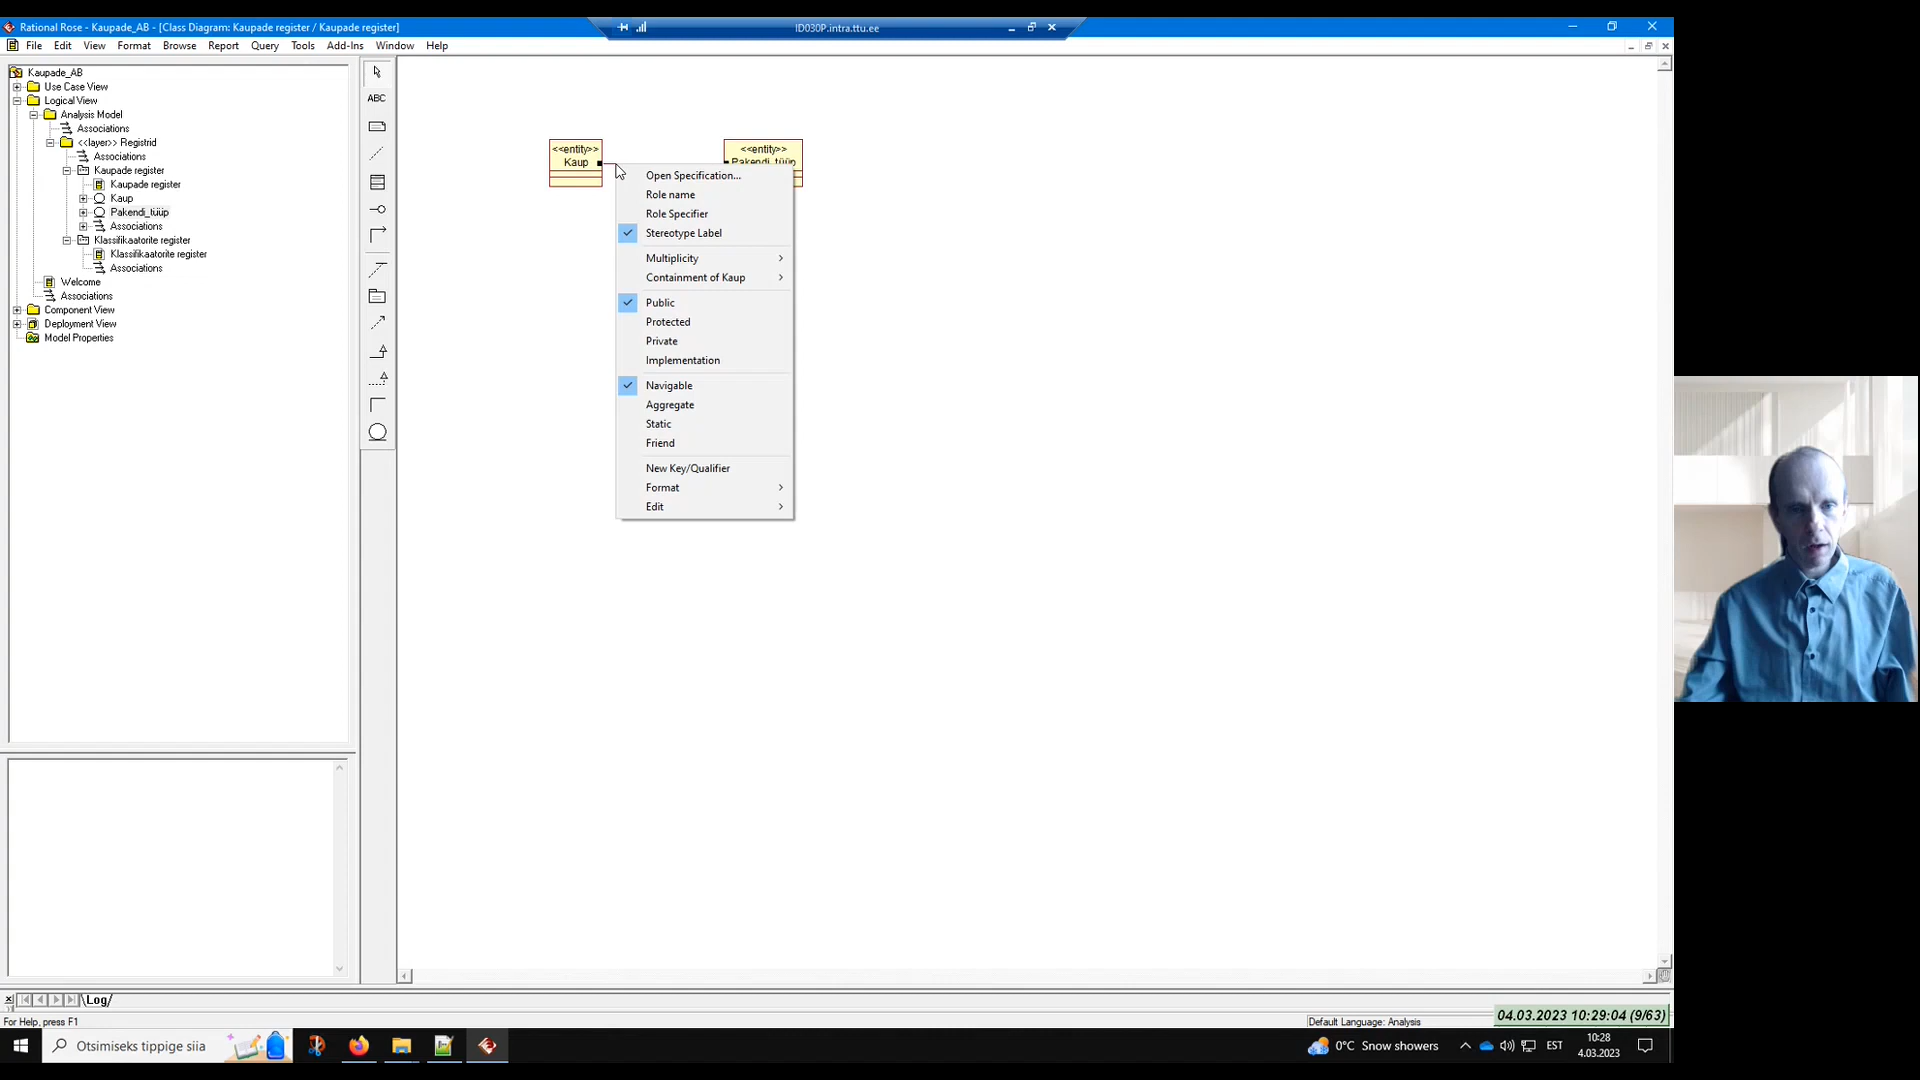 Rational Rose - Kaupade_AB - [Class Diagram: Kaupade register / Kaupade register]
ID030P.intra.ttu.ee
File Edit View Format Browse Report Query Tools Add-Ins Window Help
Kaupade_AB
Use Case View
Logical View
Analysis Model
Associations
<<layer>> Registrid
Associations
Kaupade register
Kaupade register
Kaup
Pakendi_tüüp
Associations
Klassifikaatorite register
Klassifikaatorite register
Associations
Welcome
Associations
Component View
Deployment View
Model Properties
ABC
<<entity>>
Kaup
<<entity>>
Pakendi_tüüp
Open Specification...
Role name
Role Specifier
Stereotype Label
Multiplicity
Containment of Kaup
Public
Protected
Private
Implementation
Navigable
Aggregate
Static
Friend
New Key/Qualifier
Format
Edit
Log
For Help, press F1
Default Language: Analysis
04.03.2023 10:29:04 (9/63)
Otsimiseks tippige siia
0°C Snow showers
EST
10:28
4.03.2023